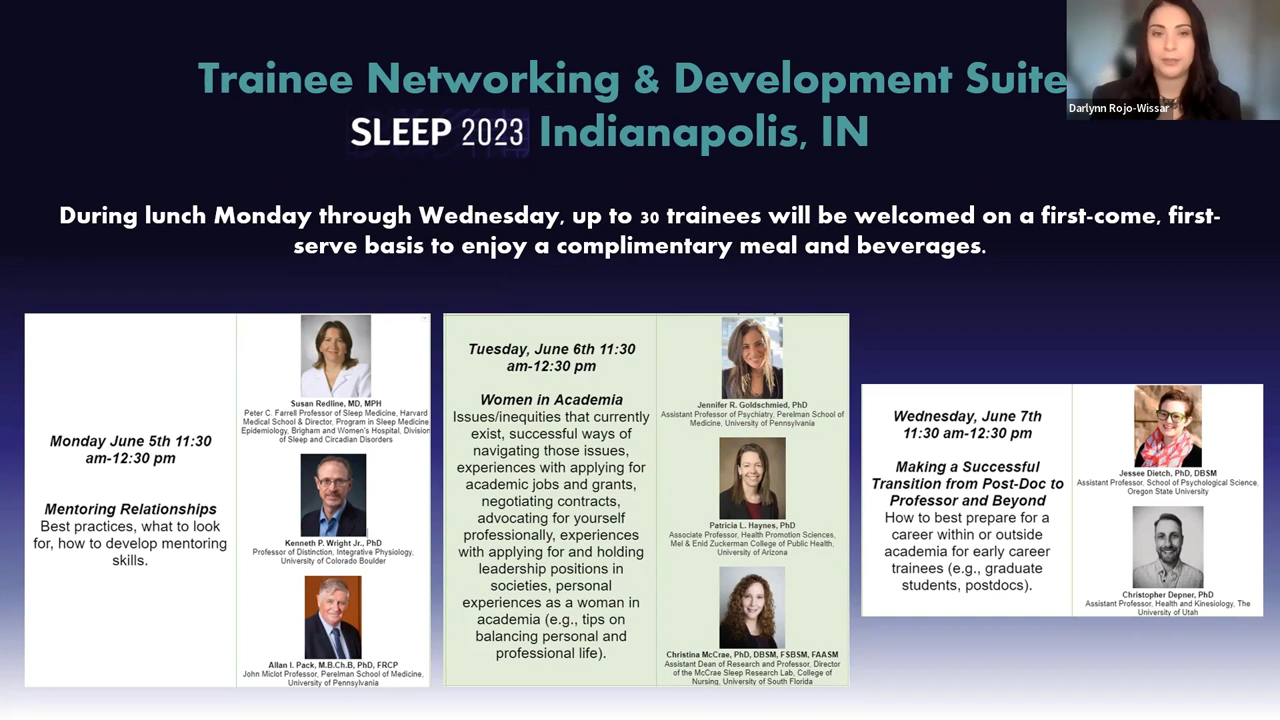 Trainee Networking & Development Suite
SLEEP 2023 Indianapolis, IN
Darlynn Rojo-Wissar
During lunch Monday through Wednesday, up to 30 trainees will be welcomed on a first-come, first-
serve basis to enjoy a complimentary meal and beverages.
Monday June 5th 11:30
am-12:30 pm
Mentoring Relationships
Best practices, what to look
for, how to develop mentoring
skills.
Susan Redline, MD, MPH
Peter C. Farrell Professor of Sleep Medicine, Harvard
Medical School & Director, Program in Sleep Medicine
Epidemiology, Brigham and Women's Hospital, Division
of Sleep and Circadian Disorders
Kenneth P. Wright Jr., PhD
Professor of Distinction, Integrative Physiology,
University of Colorado Boulder
Allan I. Pack, M.B.Ch.B, PhD, FRCP
John Miclot Professor, Perelman School of Medicine,
University of Pennsylvania
Tuesday, June 6th 11:30
am-12:30 pm
Women in Academia
Issues/inequities that currently
exist, successful ways of
navigating those issues,
experiences with applying for
academic jobs and grants,
negotiating contracts,
advocating for yourself
professionally, experiences
with applying for and holding
leadership positions in
societies, personal
experiences as a woman in
academia (e.g., tips on
balancing personal and
professional life).
Jennifer R. Goldschmied, PhD
Assistant Professor of Psychiatry, Perelman School of
Medicine, University of Pennsylvania
Patricia L. Haynes, PhD
Associate Professor, Health Promotion Sciences,
Mel & Enid Zuckerman College of Public Health,
University of Arizona
Christina McCrae, PhD, DBSM, FSBSM, FAASM
Assistant Dean of Research and Professor, Director
of the McCrae Sleep Research Lab, College of
Nursing, University of South Florida
Wednesday, June 7th
11:30 am-12:30 pm
Making a Successful
Transition from Post-Doc to
Professor and Beyond
How to best prepare for a
career within or outside
academia for early career
trainees (e.g., graduate
students, postdocs).
Jessee Dietch, PhD, DBSM
Assistant Professor, School of Psychological Science,
Oregon State University
Christopher Depner, PhD
Assistant Professor, Health and Kinesiology, The
University of Utah